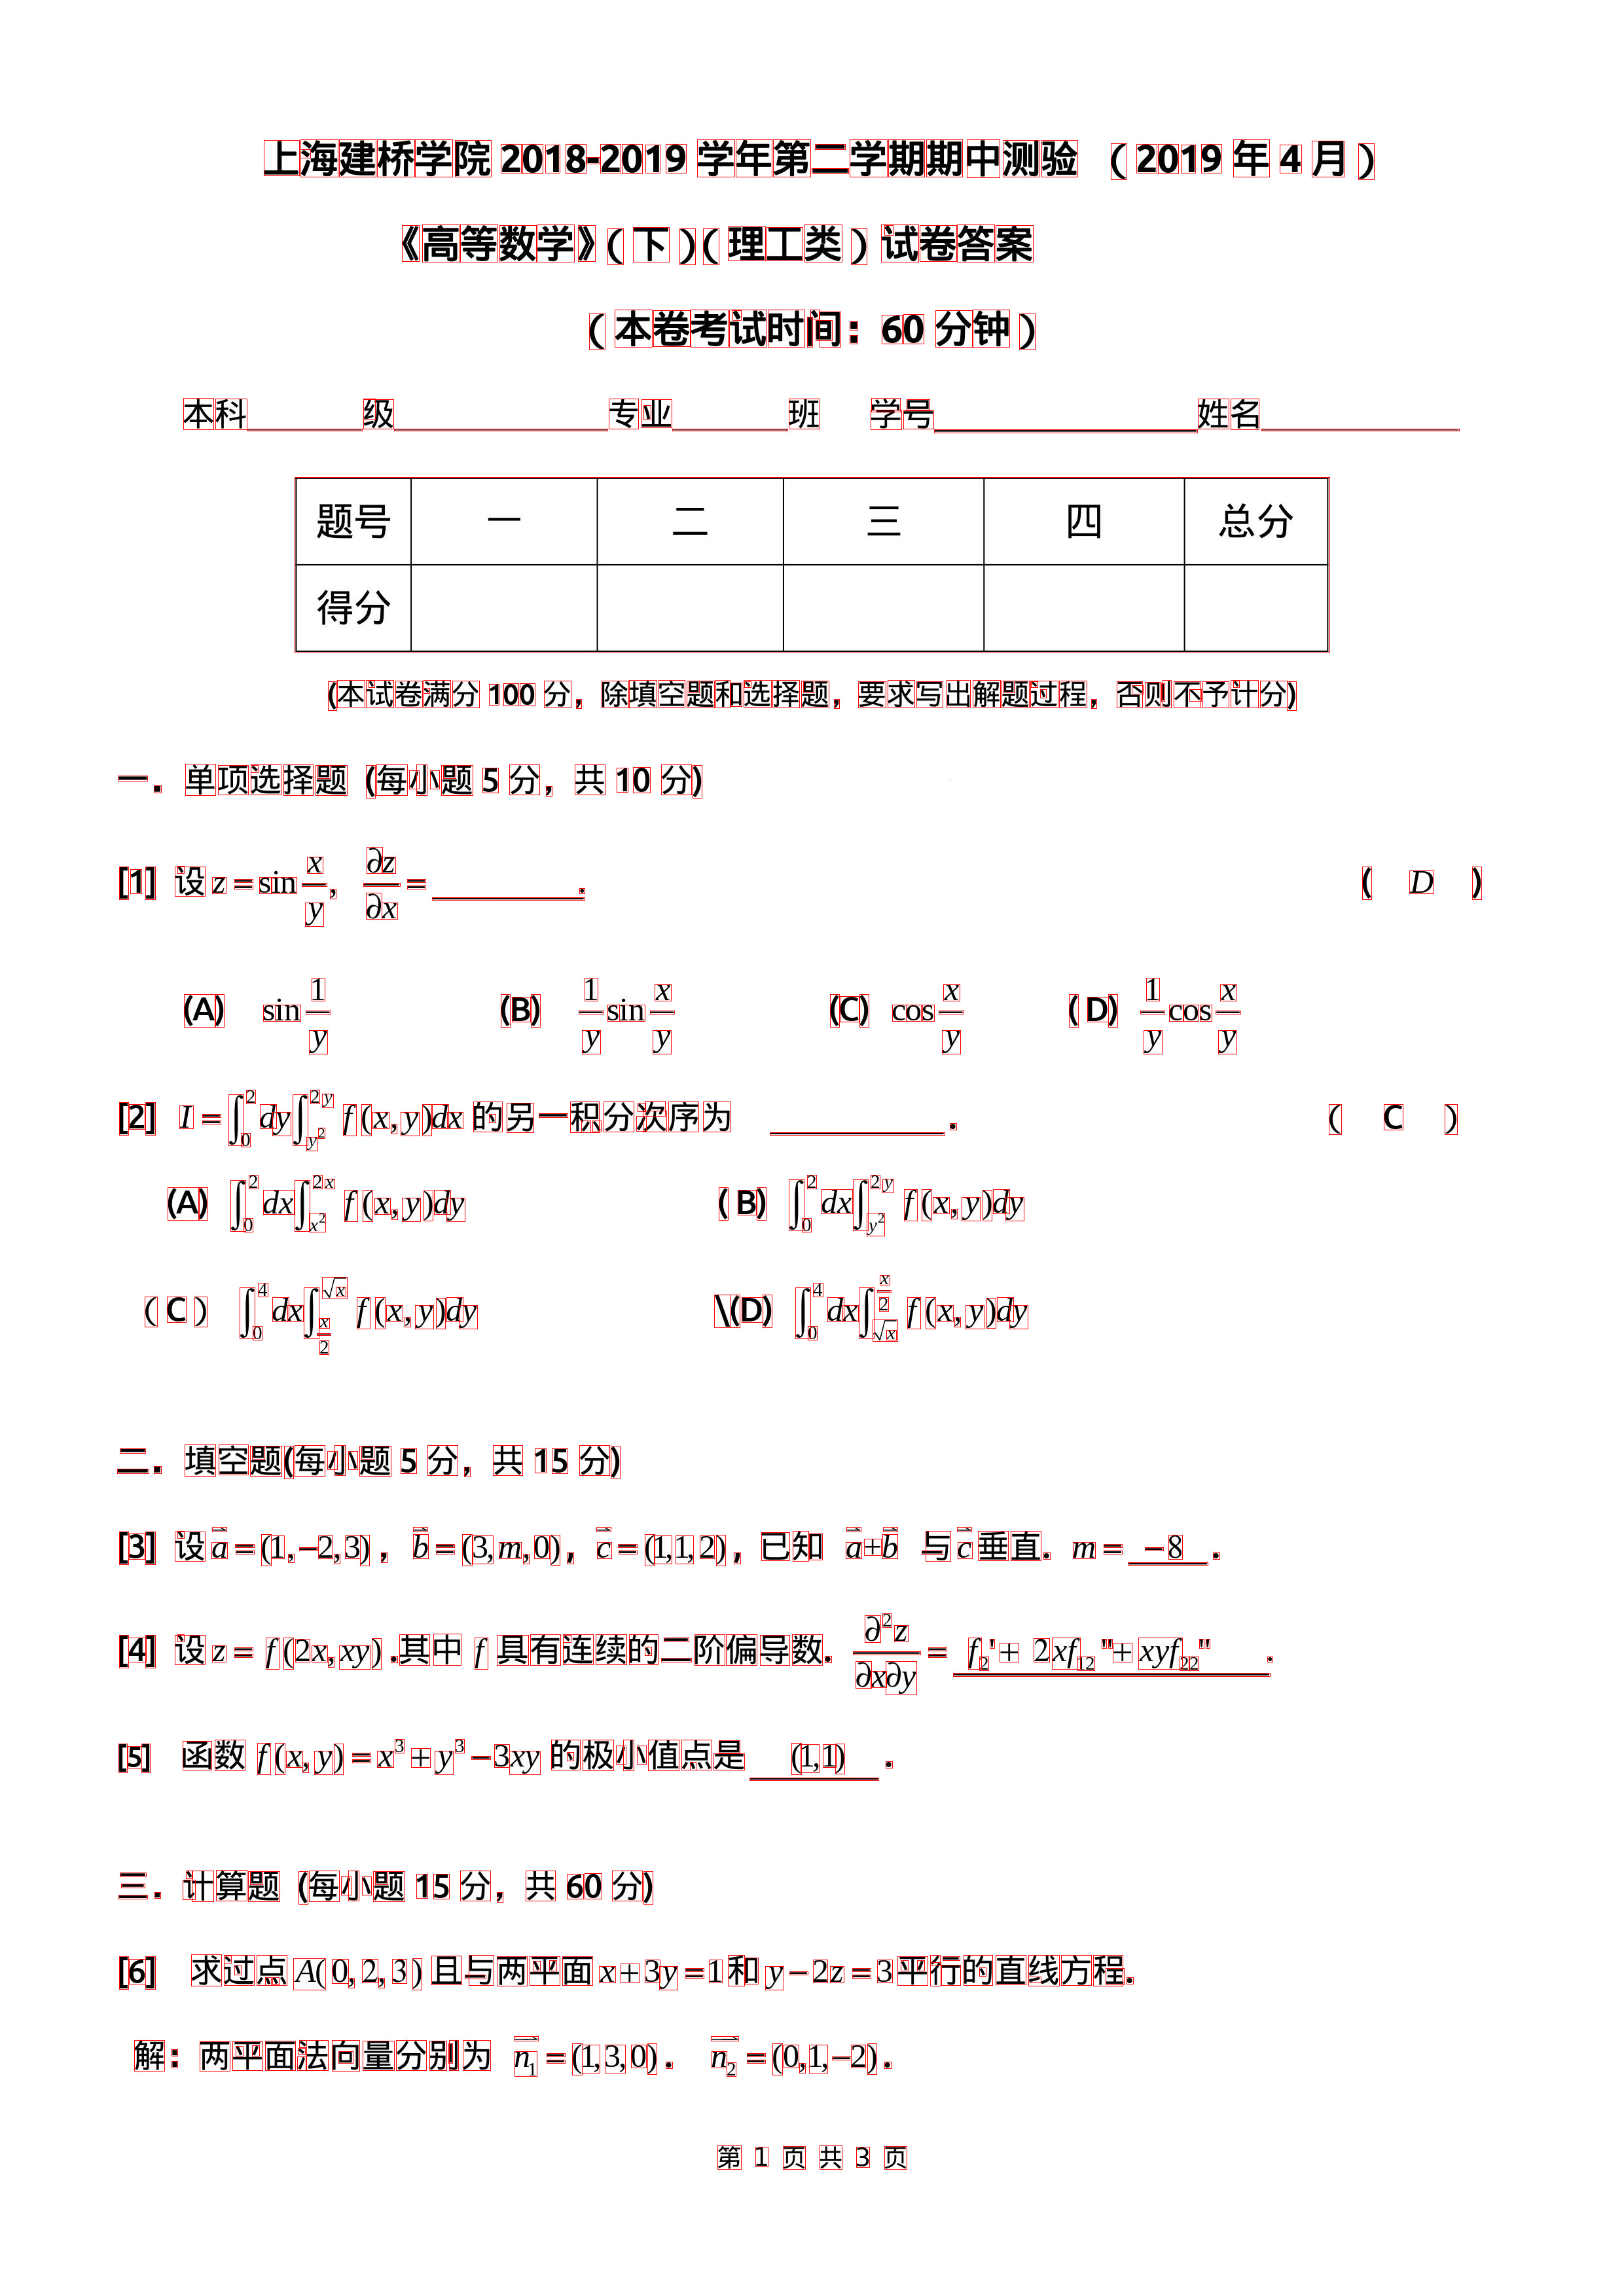 上海建桥学院 2018-2019 学年第二学期期中测验 （2019 年 4 月）
《高等数学》（下）（理工类）试卷答案
（本卷考试时间：60 分钟）
本科______级___________专业______班 学号______________姓名__________
题号 一 二 三 四 总分
得分
(本试卷满分 100 分，除填空题和选择题，要求写出解题过程，否则不予计分)
一．单项选择题 (每小题 5 分，共 10 分)
[1] 设 $z=\sin\frac{x}{y}$，$\frac{\partial z}{\partial x}=$ ________. ( D )
(A) $\sin\frac{1}{y}$ (B) $\frac{1}{y}\sin\frac{x}{y}$ (C) $\cos\frac{x}{y}$ (D) $\frac{1}{y}\cos\frac{x}{y}$
[2] $I=\int_0^2 dy\int_{y^2}^{2y} f(x,y)dx$ 的另一积分次序为 _________. （ C ）
(A) $\int_0^2 dx\int_{x^2}^{2x} f(x,y)dy$ (B) $\int_0^2 dx\int_{y^2}^{2y} f(x,y)dy$
（C） $\int_0^4 dx\int_{\frac{x}{2}}^{\sqrt{x}} f(x,y)dy$ \(D) $\int_0^4 dx\int_{\sqrt{x}}^{\frac{x}{2}} f(x,y)dy$
二．填空题(每小题 5 分，共 15 分)
[3] 设 $\vec{a}=(1,-2,3)$，$\vec{b}=(3,m,0)$，$\vec{c}=(1,1,2)$，已知 $\vec{a}+\vec{b}$ 与 $\vec{c}$ 垂直. $m=$ −8 .
[4] 设 $z=f(2x,xy)$.其中 $f$ 具有连续的二阶偏导数. $\frac{\partial^2 z}{\partial x\partial y}=$ $f_2'+2xf_{12}''+xyf_{22}''$ .
[5] 函数 $f(x,y)=x^3+y^3-3xy$ 的极小值点是 (1,1) .
三．计算题 (每小题 15 分，共 60 分)
[6] 求过点 $A(0,2,3)$ 且与两平面 $x+3y=1$ 和 $y-2z=3$ 平行的直线方程.
解：两平面法向量分别为 $\vec{n_1}=(1,3,0)$． $\vec{n_2}=(0,1,-2)$．
第 1 页 共 3 页